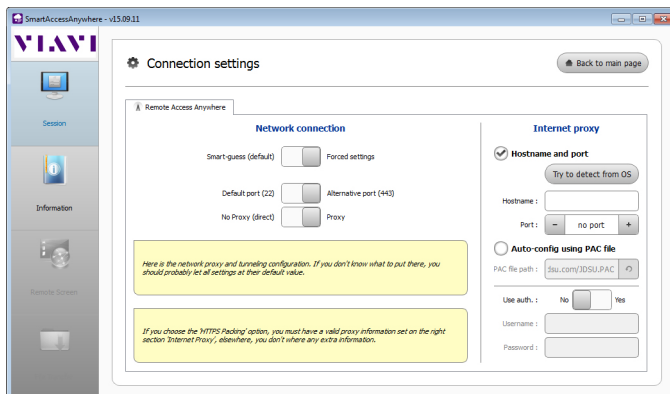 SmartAccessAnywhere - v15.09.11
VIAVI
Connection settings
Back to main page
Session
Information
Remote Screen
Remote Access Anywhere
Network connection
Smart-guess (default)
Forced settings
Default port (22)
Alternative port (443)
No Proxy (direct)
Proxy
Here is the network proxy and tunneling configuration. If you don't know what to put there, you
should probably let all settings at their default value.
If you choose the 'HTTPS Packing' option, you must have a valid proxy information set on the right
section 'Internet Proxy', elsewhere, you don't where any extra information.
Internet proxy
Hostname and port
Try to detect from OS
Hostname :
Port :
−
no port
+
Auto-config using PAC file
PAC file path :
dsu.com/JDSU.PAC
Use auth. :
No
Yes
Username :
Password :